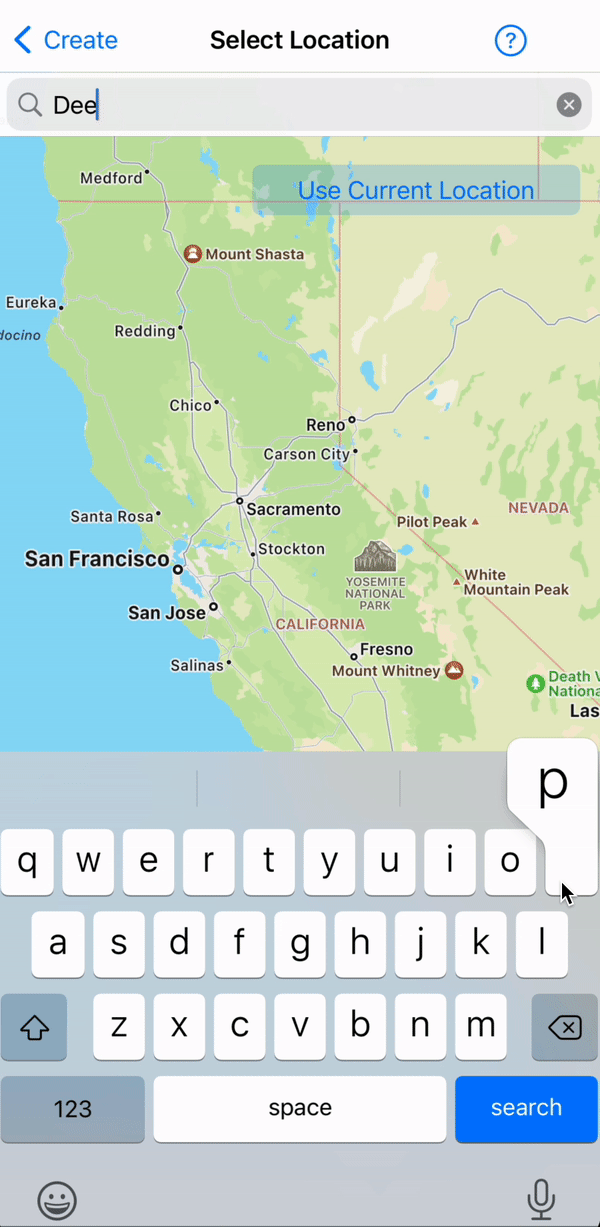 Create
Select Location
?
Dee
Medford
Use Current Location
Mount Shasta
Eureka
Redding
Chico
Reno
Carson City
Sacramento
Santa Rosa
Pilot Peak
NEVADA
Stockton
San Francisco
YOSEMITE
NATIONAL
PARK
White
Mountain Peak
San Jose
CALIFORNIA
Fresno
Salinas
Mount Whitney
Death V
Nationa
Las
p
q w e r t y u i o
a s d f g h j k l
z x c v b n m
123 space search